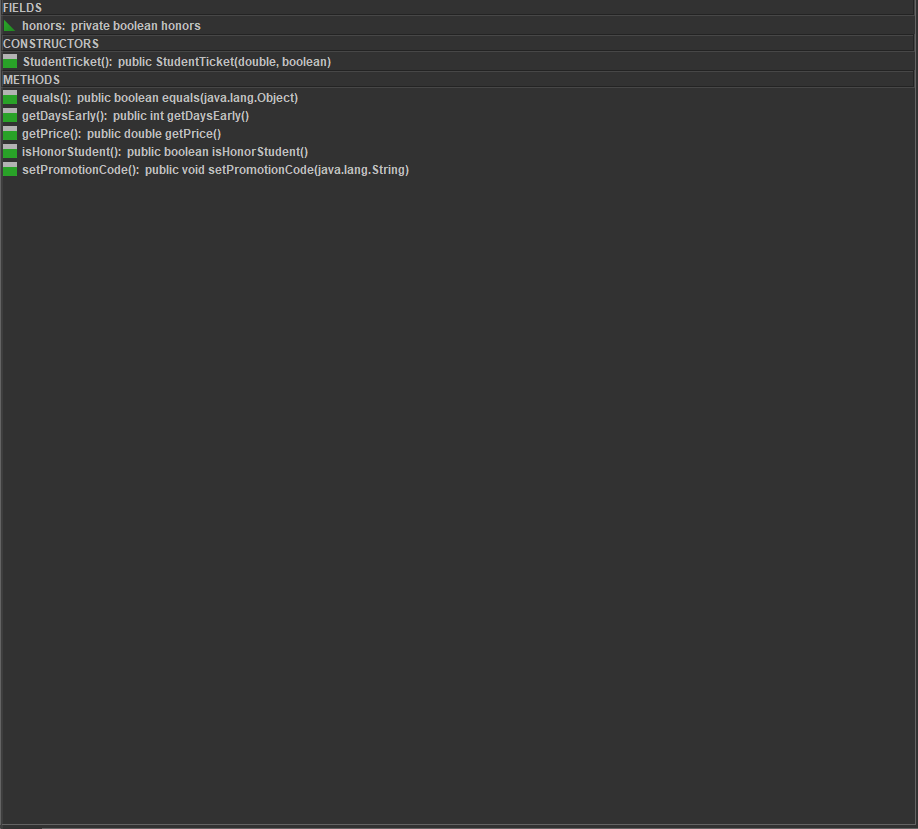 FIELDS
honors: private boolean honors
CONSTRUCTORS
StudentTicket(): public StudentTicket(double, boolean)
METHODS
equals(): public boolean equals(java.lang.Object)
getDaysEarly(): public int getDaysEarly()
getPrice(): public double getPrice()
isHonorStudent(): public boolean isHonorStudent()
setPromotionCode(): public void setPromotionCode(java.lang.String)